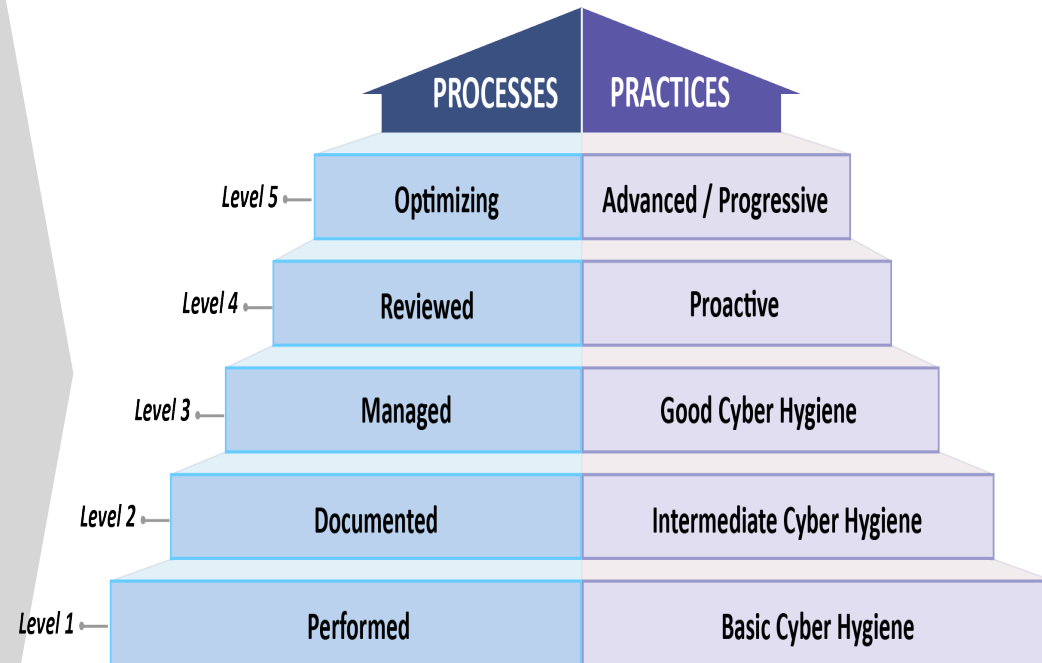 PROCESSES PRACTICES
Level 5 Optimizing Advanced / Progressive
Level 4 Reviewed Proactive
Level 3 Managed Good Cyber Hygiene
Level 2 Documented Intermediate Cyber Hygiene
Level 1 Performed Basic Cyber Hygiene